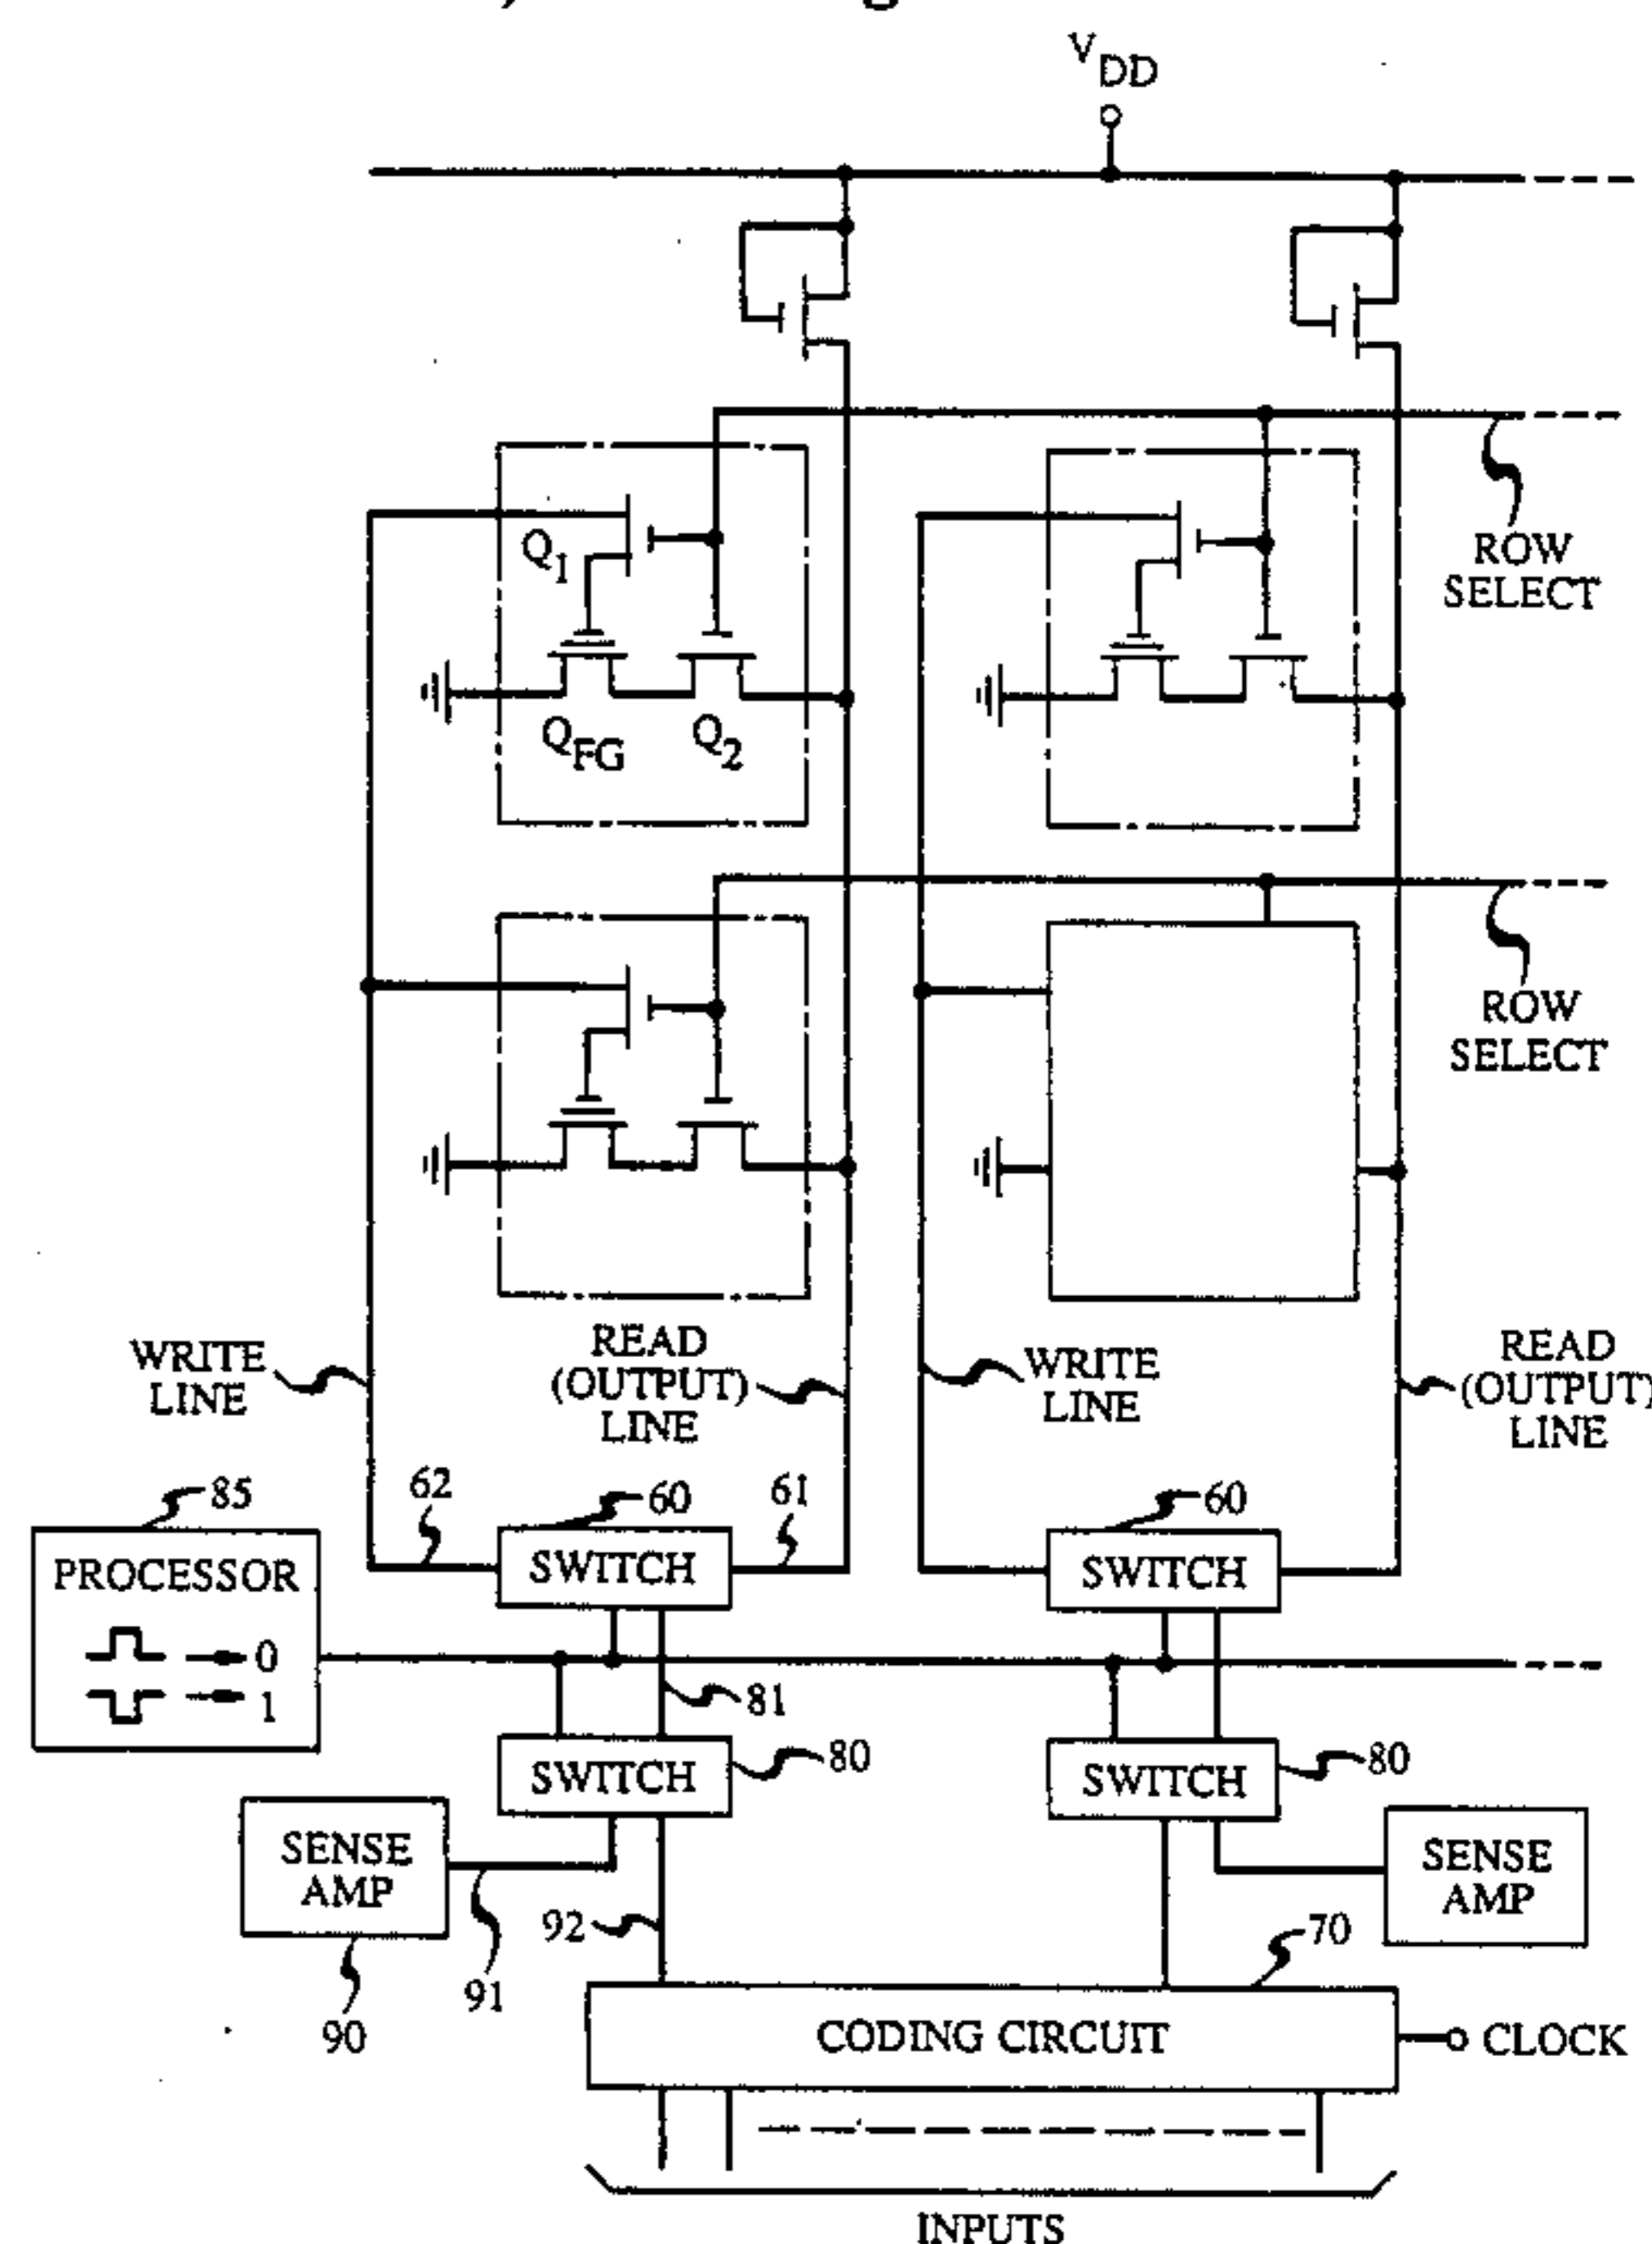 V
DD
ROW
SELECT
Q1
QFG
Q2
ROW
SELECT
WRITE
LINE
READ
(OUTPUT)
LINE
WRITE
LINE
READ
(OUTPUT)
LINE
85
62
60
61
60
PROCESSOR
SWITCH
SWITCH
0
1
81
SWITCH
80
SWITCH
80
SENSE
AMP
SENSE
AMP
92
70
91
90
CODING CIRCUIT
CLOCK
INPUTS